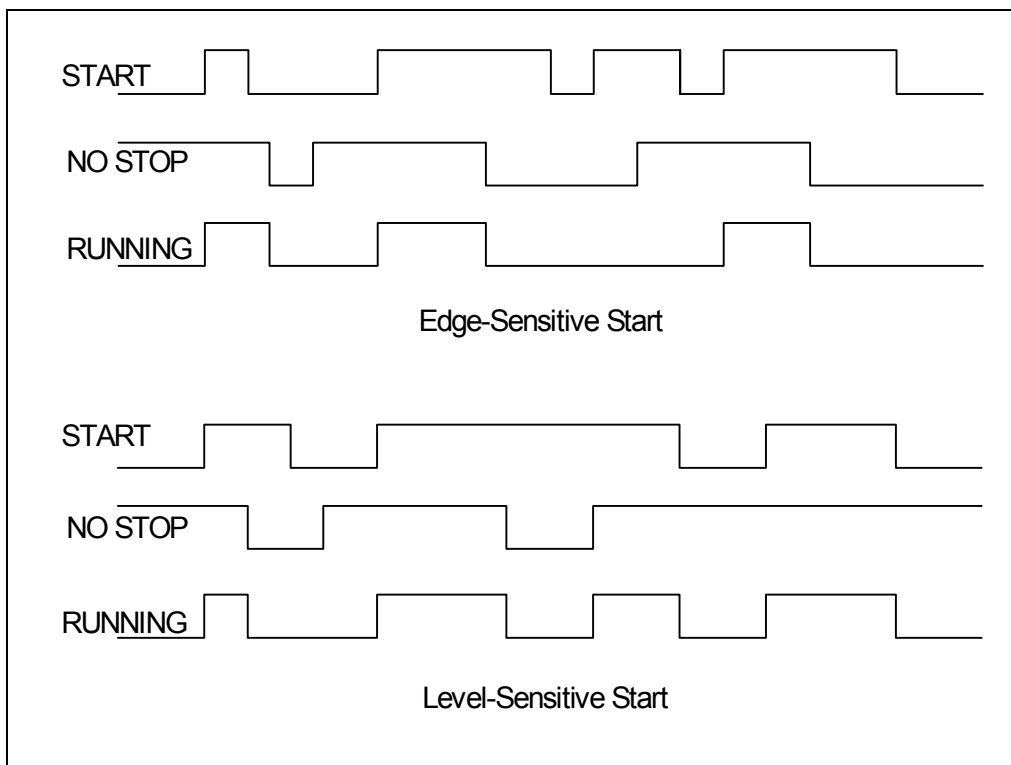 START
NO STOP
RUNNING
Edge-Sensitive Start
START
NO STOP
RUNNING
Level-Sensitive Start